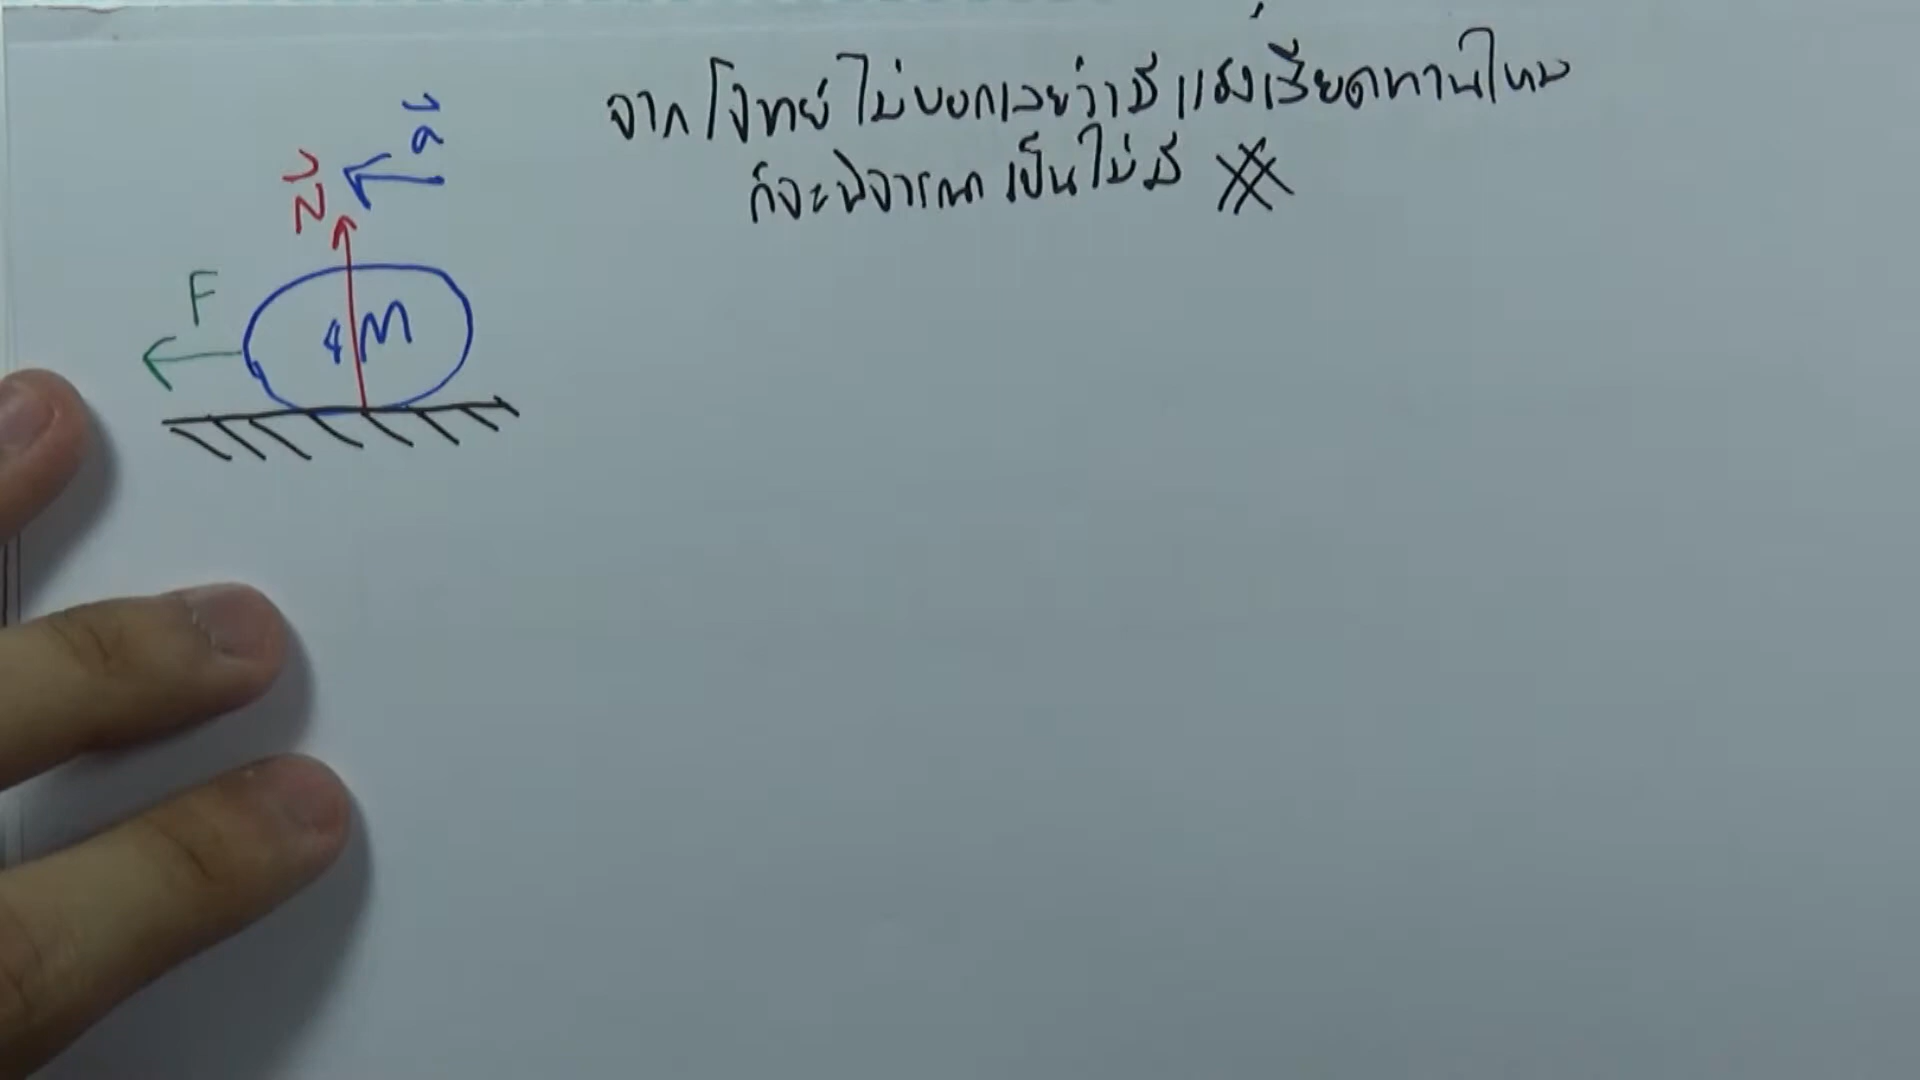 จากโจทย์ ไม่บอกเลยว่ามี แรงเสียดทานไหม
ก็จะพิจารณา เป็นไม่มี
a
N
F
4M